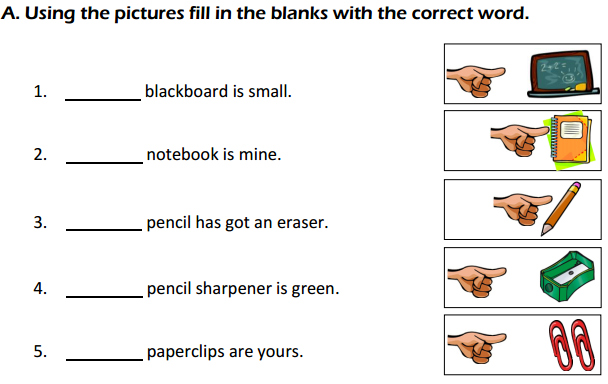 A. Using the pictures fill in the blanks with the correct word.
1. ________ blackboard is small.
2. ________ notebook is mine.
3. ________ pencil has got an eraser.
4. ________ pencil sharpener is green.
5. ________ paperclips are yours.